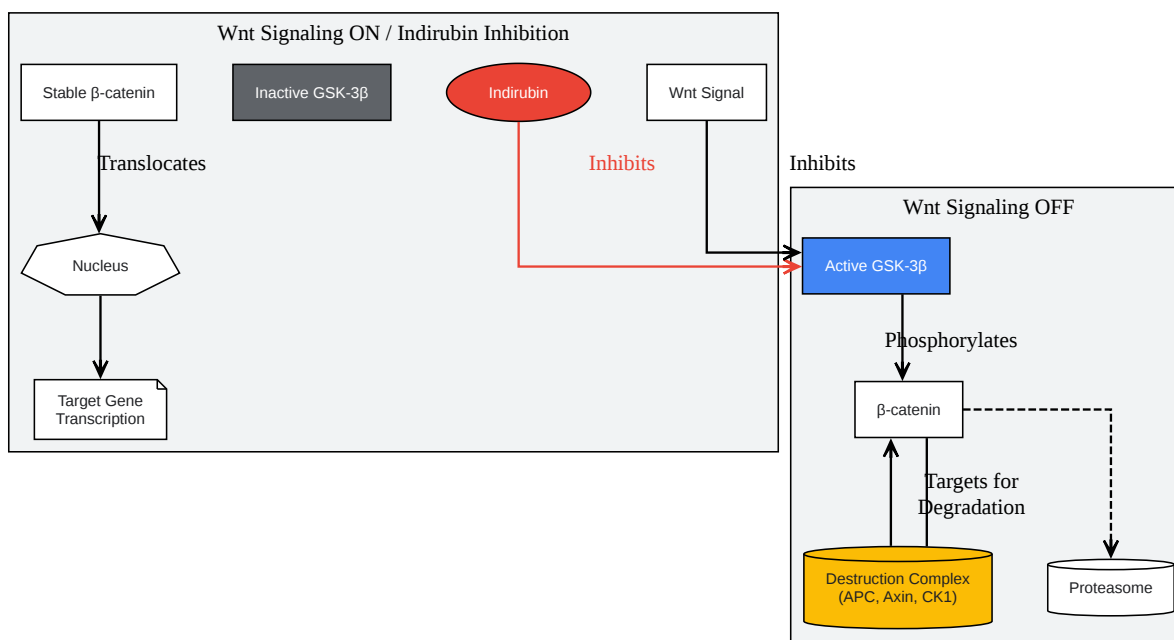 Wnt Signaling ON / Indirubin Inhibition
Stable β-catenin
Inactive GSK-3β
Indirubin
Wnt Signal
Translocates
Inhibits
Inhibits
Wnt Signaling OFF
Nucleus
Active GSK-3β
Phosphorylates
Target Gene
Transcription
β-catenin
Targets for
Degradation
Destruction Complex
(APC, Axin, CK1)
Proteasome